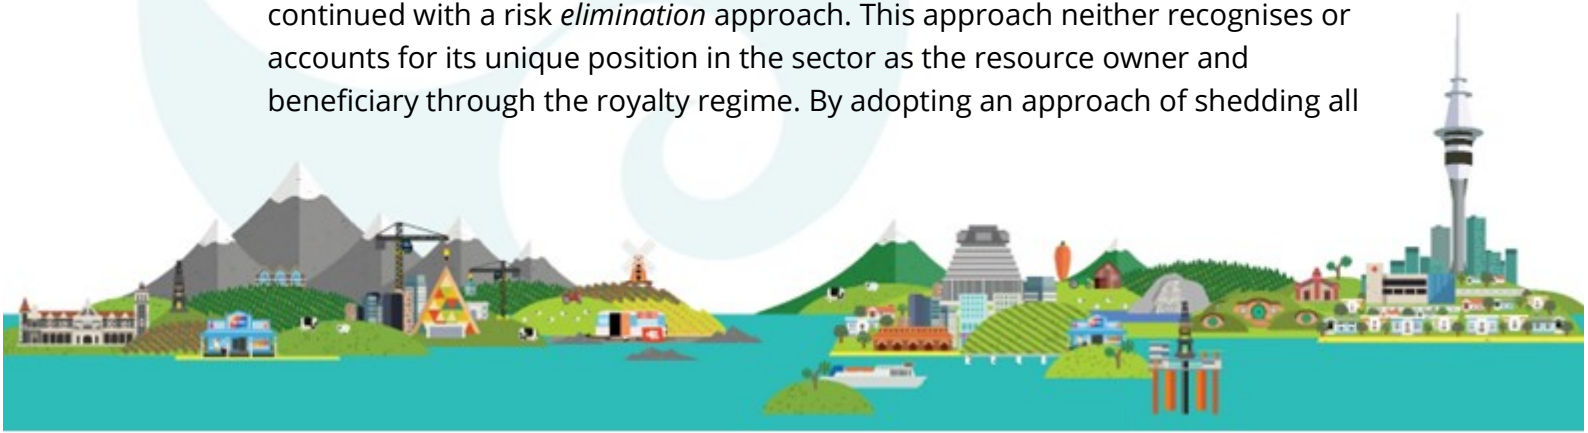 continued with a risk elimination approach. This approach neither recognises or
accounts for its unique position in the sector as the resource owner and
beneficiary through the royalty regime. By adopting an approach of shedding all